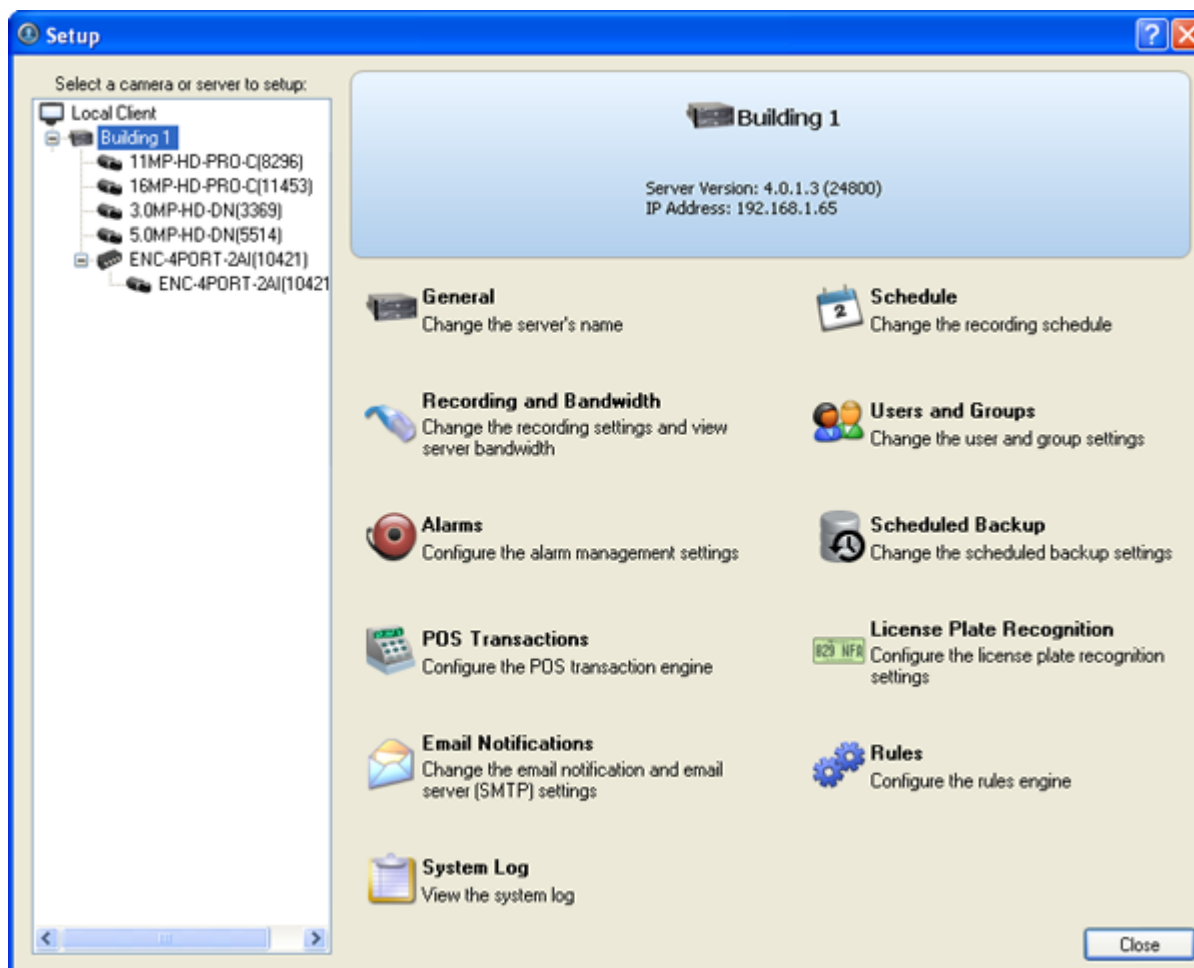 Setup
Select a camera or server to setup:
Local Client
Building 1
11MP-HD-PRO-C(8296)
16MP-HD-PRO-C(11453)
3.0MP-HD-DN(3369)
5.0MP-HD-DN(5514)
ENC-4PORT-2AI(10421)
ENC-4PORT-2AI(10421
Building 1
Server Version: 4.0.1.3 (24800)
IP Address: 192.168.1.65
General
Change the server's name
Schedule
2
Change the recording schedule
Recording and Bandwidth
Change the recording settings and view
server bandwidth
Users and Groups
Change the user and group settings
Alarms
Configure the alarm management settings
Scheduled Backup
Change the scheduled backup settings
POS Transactions
Configure the POS transaction engine
License Plate Recognition
829 NFA
Configure the license plate recognition
settings
Email Notifications
Change the email notification and email
server (SMTP) settings
Rules
Configure the rules engine
System Log
View the system log
Close